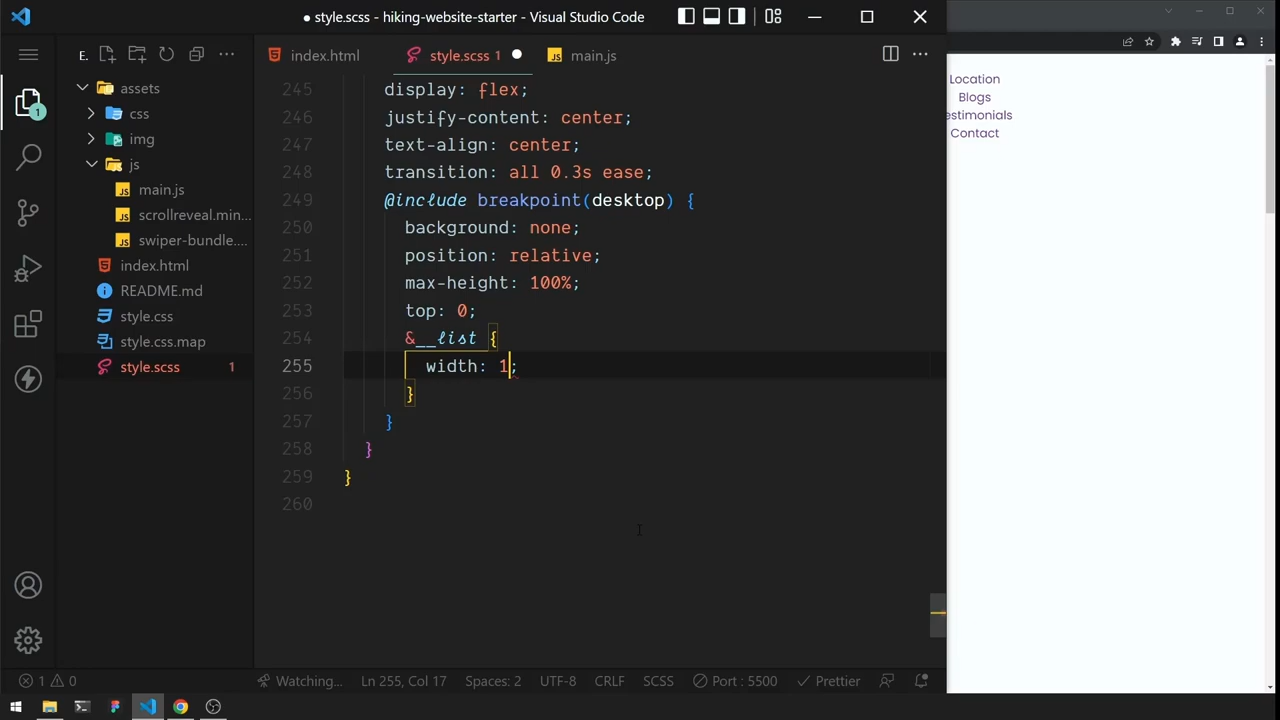 style.scss - hiking-website-starter - Visual Studio Code
E.
index.html
style.scss 1
main.js
assets
css
img
js
main.js
scrollreveal.min...
swiper-bundle....
index.html
README.md
style.css
style.css.map
style.scss 1
1
245 display: flex;
246 justify-content: center;
247 text-align: center;
248 transition: all 0.3s ease;
249 @include breakpoint(desktop) {
250 background: none;
251 position: relative;
252 max-height: 100%;
253 top: 0;
254 &__list {
255 width: 1;
256 }
257 }
258 }
259 }
260
Location
Blogs
estimonials
Contact
1 0 Watching... Ln 255, Col 17 Spaces: 2 UTF-8 CRLF SCSS Port : 5500 Prettier